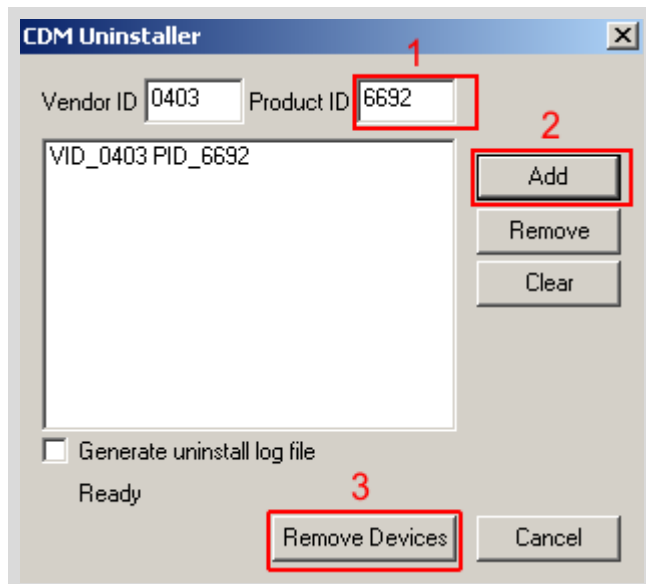 CDM Uninstaller
1
Vendor ID 0403 Product ID 6692
2
VID_0403 PID_6692
Add
Remove
Clear
Generate uninstall log file
Ready
3
Remove Devices Cancel